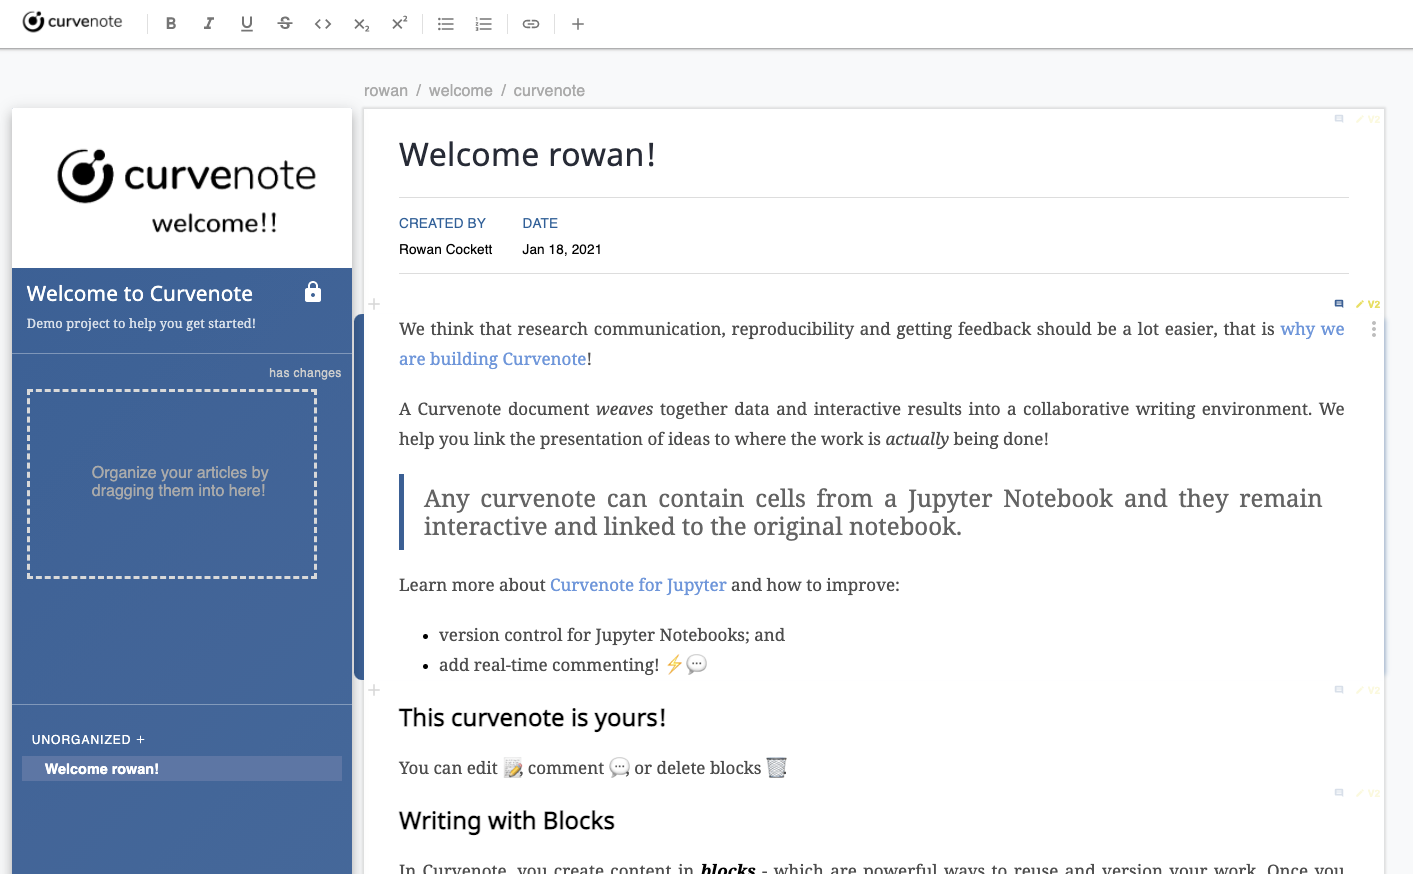 curvenote
rowan / welcome / curvenote
curvenote
welcome!!
Welcome to Curvenote
Demo project to help you get started!
has changes
Organize your articles by
dragging them into here!
UNORGANIZED +
Welcome rowan!
V2
Welcome rowan!
CREATED BY DATE
Rowan Cockett Jan 18, 2021
V2
We think that research communication, reproducibility and getting feedback should be a lot easier, that is why we
are building Curvenote!
A Curvenote document weaves together data and interactive results into a collaborative writing environment. We
help you link the presentation of ideas to where the work is actually being done!
Any curvenote can contain cells from a Jupyter Notebook and they remain
interactive and linked to the original notebook.
Learn more about Curvenote for Jupyter and how to improve:
• version control for Jupyter Notebooks; and
• add real-time commenting! ⚡💬
V2
This curvenote is yours!
You can edit 📝, comment 💬, or delete blocks 🗑.
Writing with Blocks
In Curvenote, you create content in blocks - which are powerful ways to reuse and version your work. Once you